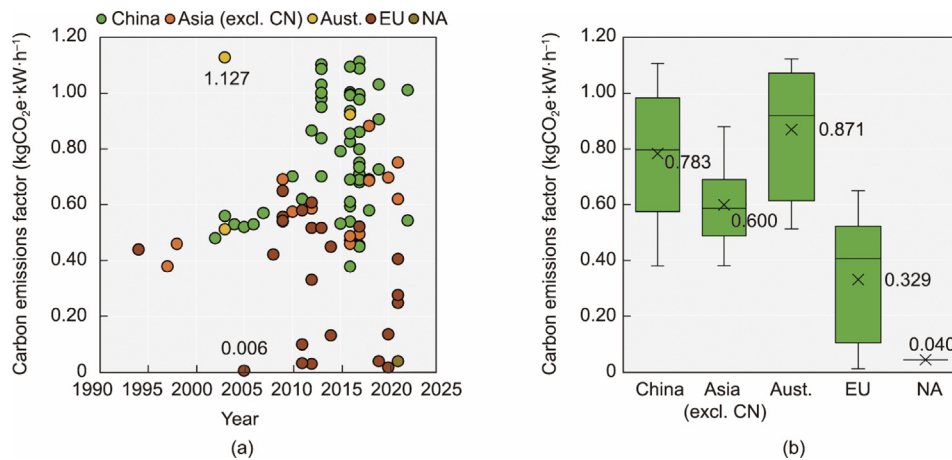 China Asia (excl. CN) Aust. EU NA
Carbon emissions factor (kgCO₂e·kW·h⁻¹)
1.20
1.00
0.80
0.60
0.40
0.20
0
1.127
0.006
1990 1995 2000 2005 2010 2015 2020 2025
Year
(a)
Carbon emissions factor (kgCO₂e·kW·h⁻¹)
1.20
1.00
0.80
0.60
0.40
0.20
0
0.783
0.600
0.871
0.329
0.040
China Asia Aust. EU NA
(excl. CN)
(b)